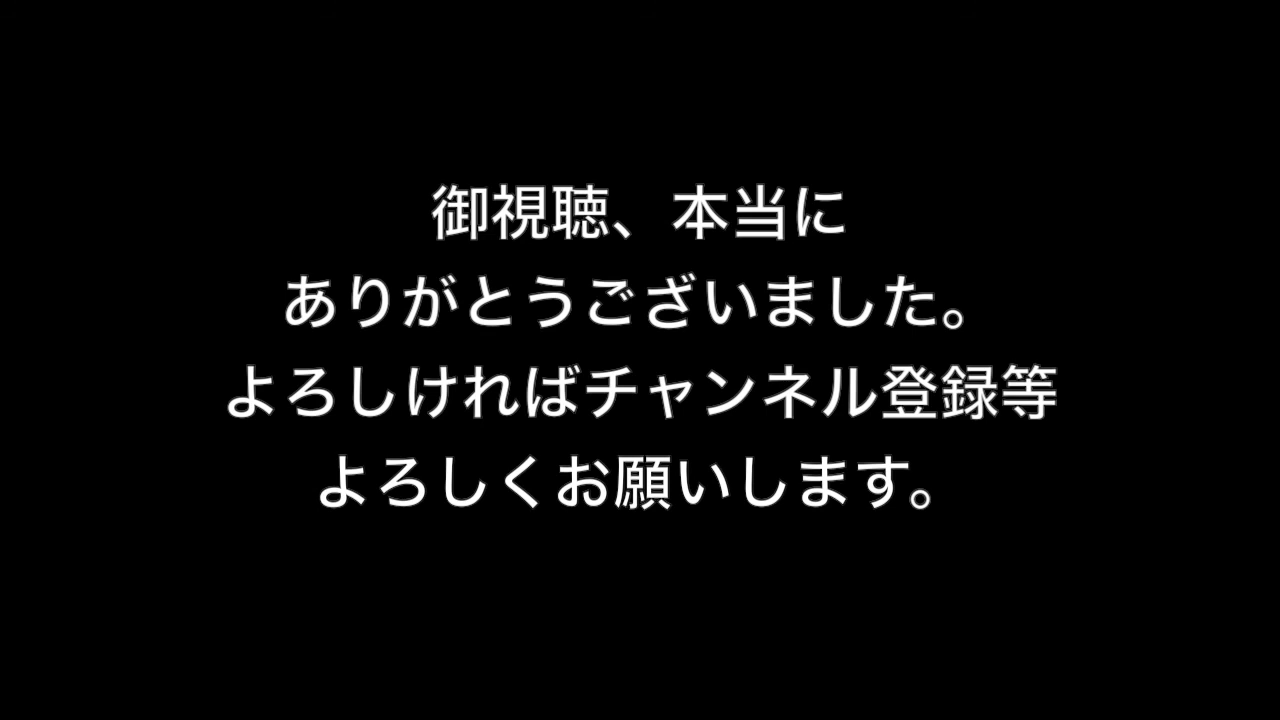 御視聴、本当に
ありがとうございました。
よろしければチャンネル登録等
よろしくお願いします。